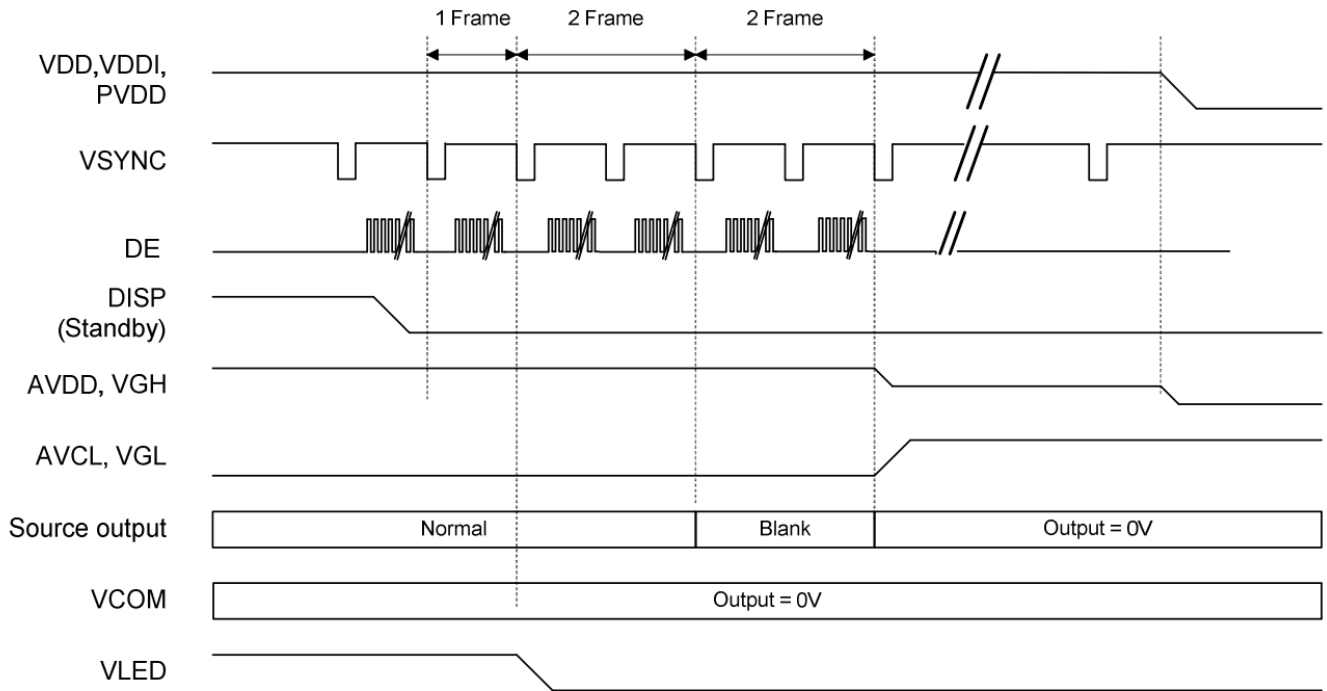 1 Frame 2 Frame 2 Frame
VDD,VDDI,
PVDD
VSYNC
DE
DISP
(Standby)
AVDD, VGH
AVCL, VGL
Source output Normal Blank Output = 0V
VCOM Output = 0V
VLED